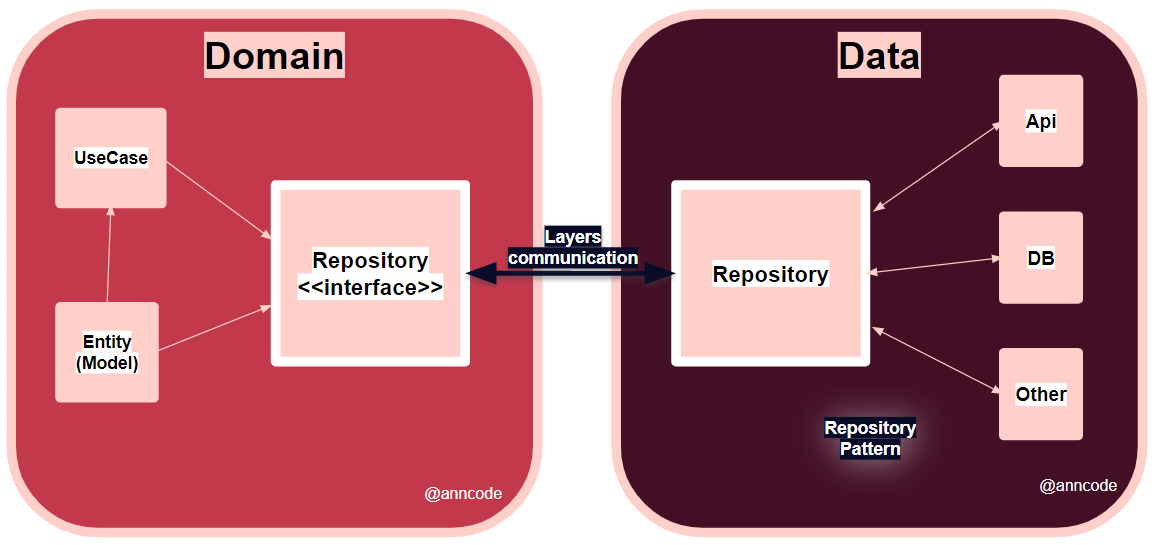 Domain
UseCase
Repository
<<interface>>
Entity
(Model)
@anncode
Layers
communication
Data
Api
Repository
DB
Other
Repository
Pattern
@anncode